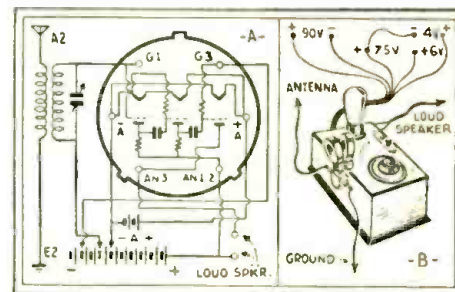 A2
-A-
G1
G3
- A
+ A
AN3
AN1.2
- A +
E2
-
+
LOUD SPKR.
+ 90V -
- 4 +
+ 75V
+6V
ANTENNA
LOUD
SPEAKER
GROUND
-B-